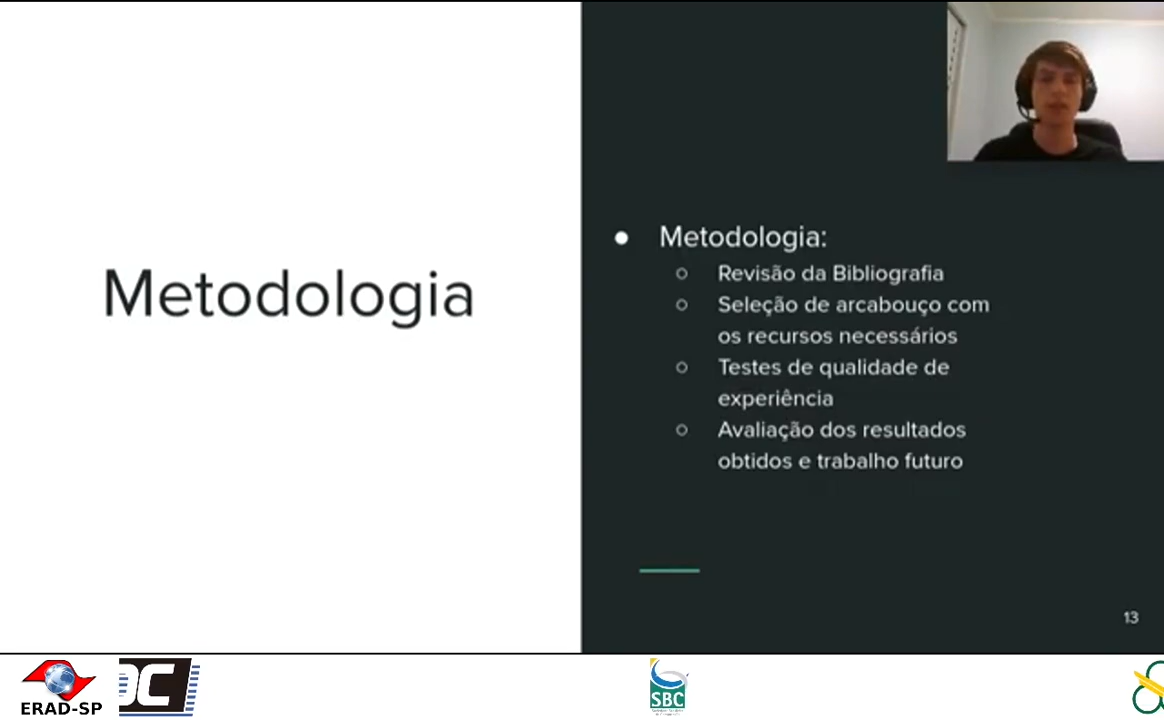 Metodologia
Metodologia:
Revisão da Bibliografia
Seleção de arcabouço com
os recursos necessários
Testes de qualidade de
experiência
Avaliação dos resultados
obtidos e trabalho futuro
13
ERAD-SP
SBC